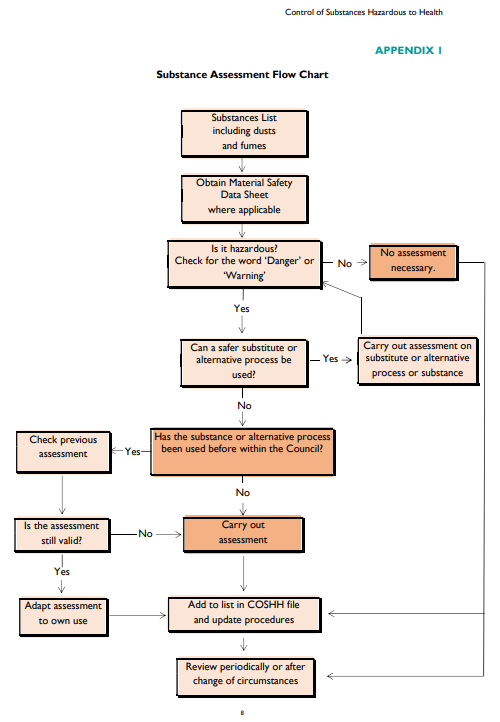 Control of Substances Hazardous to Health
APPENDIX 1
Substance Assessment Flow Chart
Substances List
including dusts
and fumes
Obtain Material Safety
Data Sheet
where applicable
Is it hazardous?
Check for the word ‘Danger’ or
‘Warning’
No
No assessment
necessary.
Yes
Can a safer substitute or
alternative process be
used?
Yes
Carry out assessment on
substitute or alternative
process or substance
No
Has the substance or alternative process
been used before within the Council?
Yes
Check previous
assessment
No
Is the assessment
still valid?
No
Carry out
assessment
Yes
Adapt assessment
to own use
Add to list in COSHH file
and update procedures
Review periodically or after
change of circumstances
8